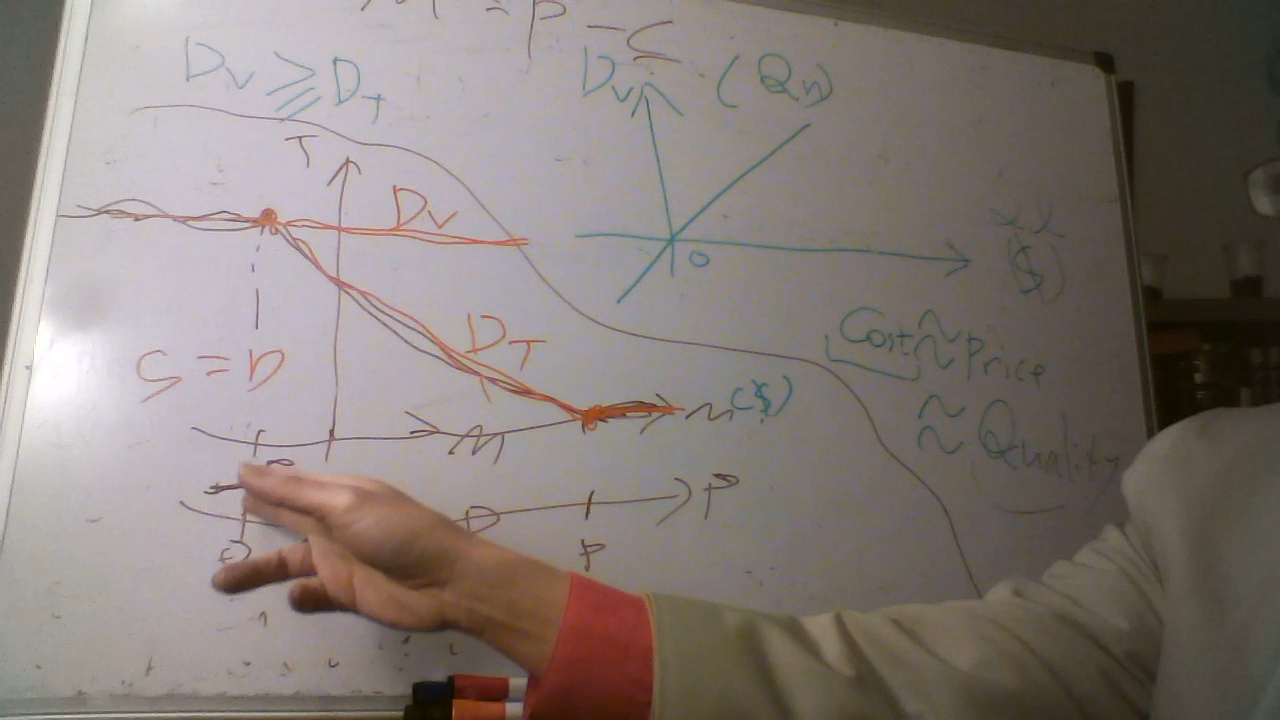 M = P - C
Dv ≥ DT
Dv (Qn)
T
Dv
O
($)
Cost ≈ Price
≈ Quality
DT
S = D
M ($)
M
P
P